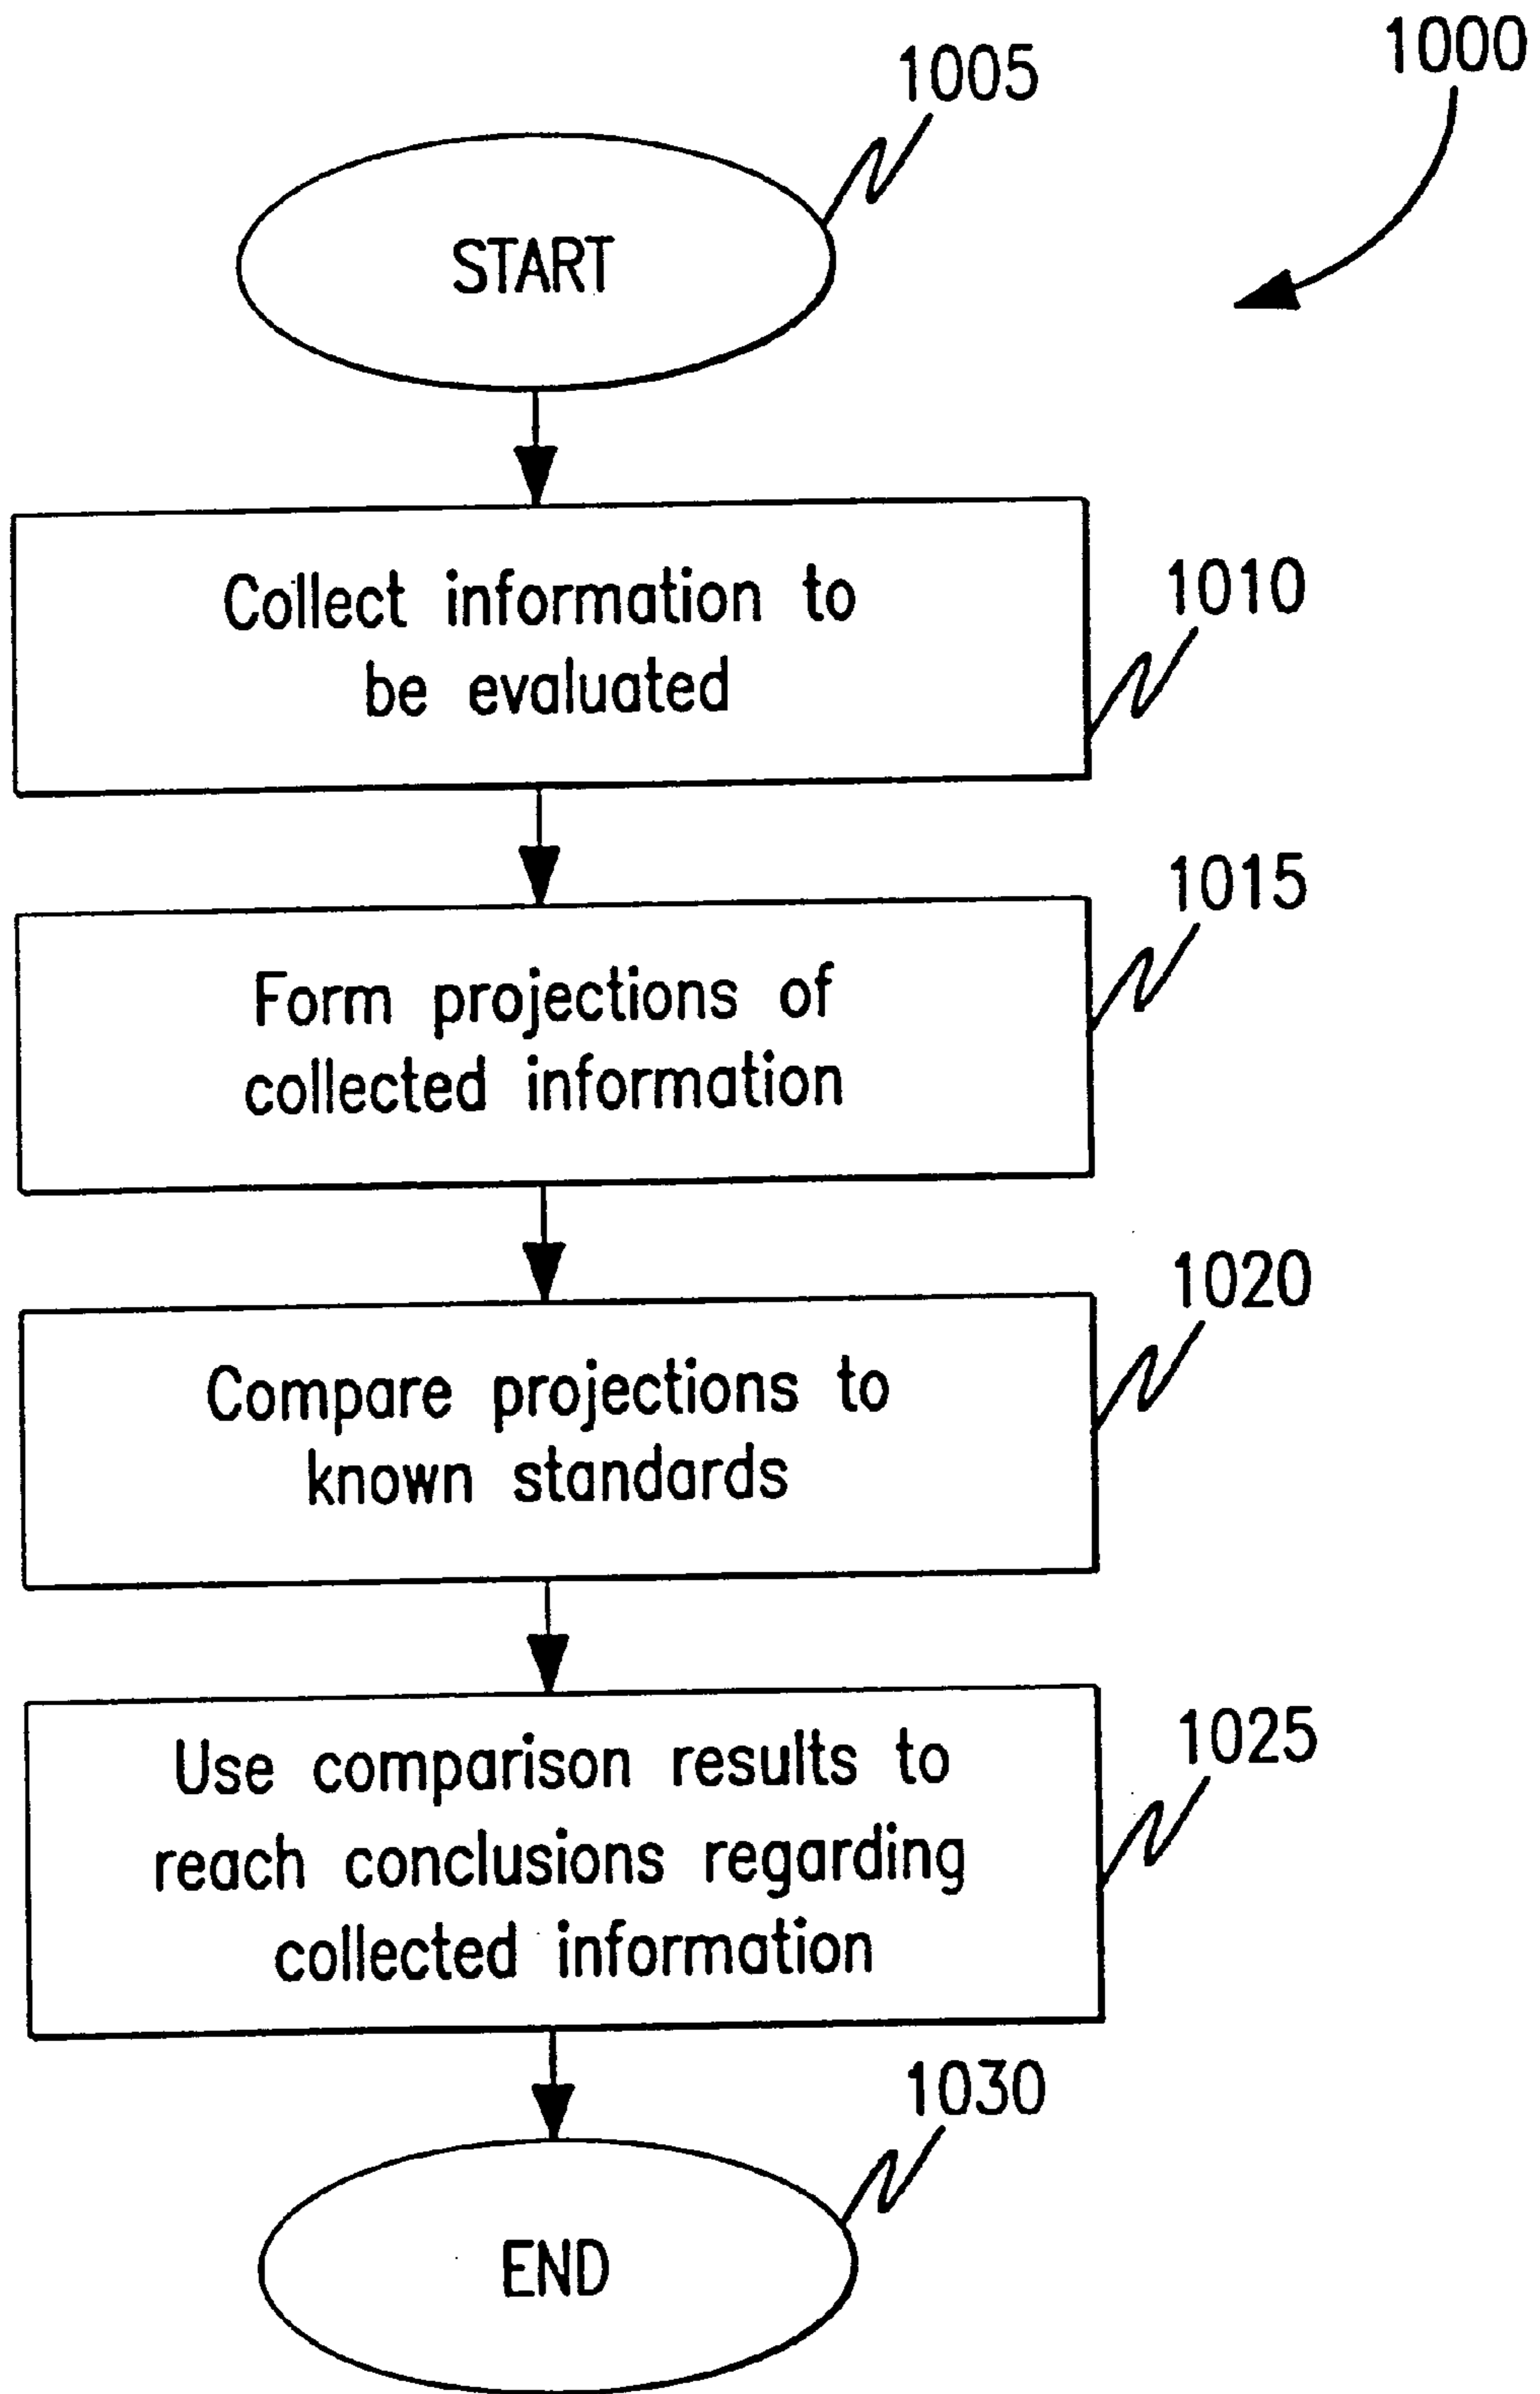 1000
1005
START
Collect information to
be evaluated
1010
1015
Form projections of
collected information
1020
Compare projections to
known standards
1025
Use comparison results to
reach conclusions regarding
collected information
1030
END